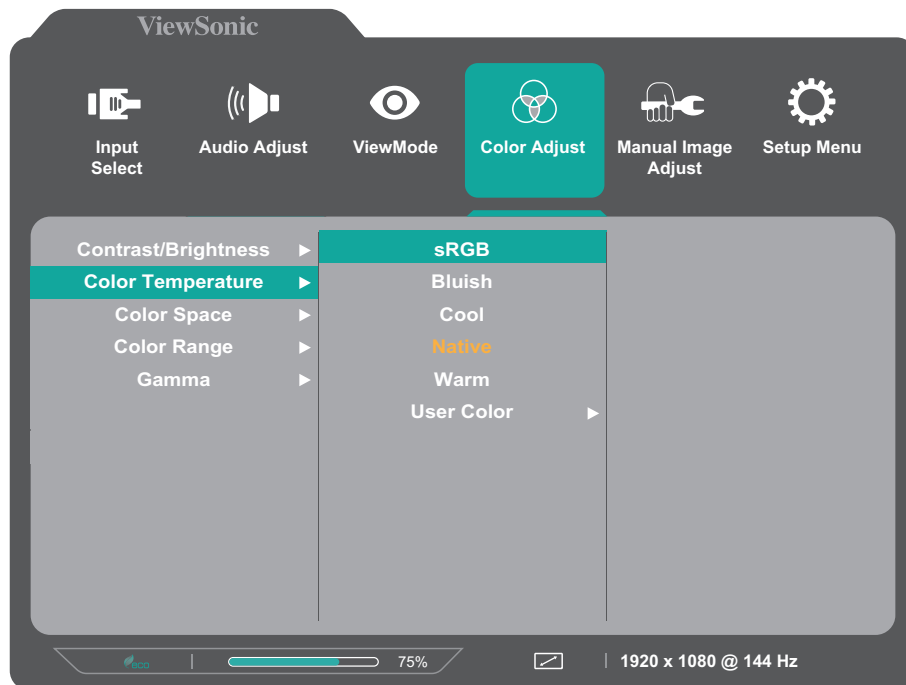 ViewSonic
Input
Select
Audio Adjust
ViewMode
Color Adjust
Manual Image
Adjust
Setup Menu
Contrast/Brightness
Color Temperature
Color Space
Color Range
Gamma
sRGB
Bluish
Cool
Native
Warm
User Color
eco
75%
1920 x 1080 @ 144 Hz